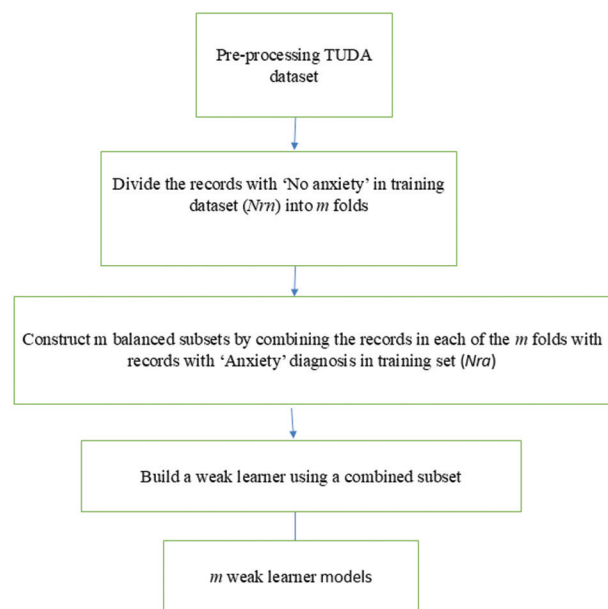 Pre-processing TUDA
dataset
Divide the records with ‘No anxiety’ in training
dataset (Nrn) into m folds
Construct m balanced subsets by combining the records in each of the m folds with
records with ‘Anxiety’ diagnosis in training set (Nra)
Build a weak learner using a combined subset
m weak learner models